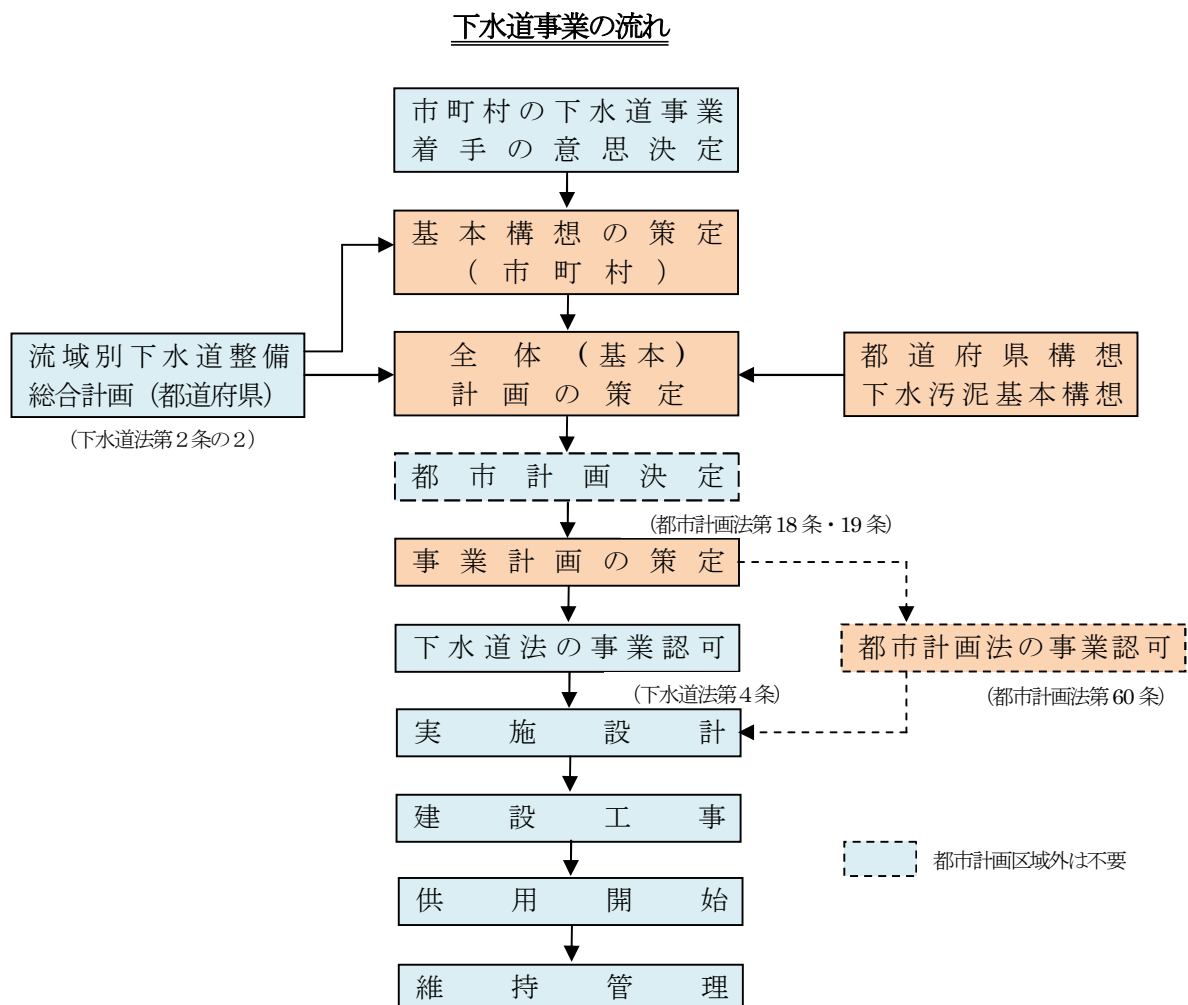 下水道事業の流れ
市町村の下水道事業
着手の意思決定
基本構想の策定
(市町村)
流域別下水道整備
総合計画(都道府県)
(下水道法第2条の2)
全体(基本)
計画の策定
都道府県構想
下水汚泥基本構想
都市計画決定
(都市計画法第18条・19条)
事業計画の策定
下水道法の事業認可
(下水道法第4条)
都市計画法の事業認可
(都市計画法第60条)
実施設計
建設工事
都市計画区域外は不要
供用開始
維持管理